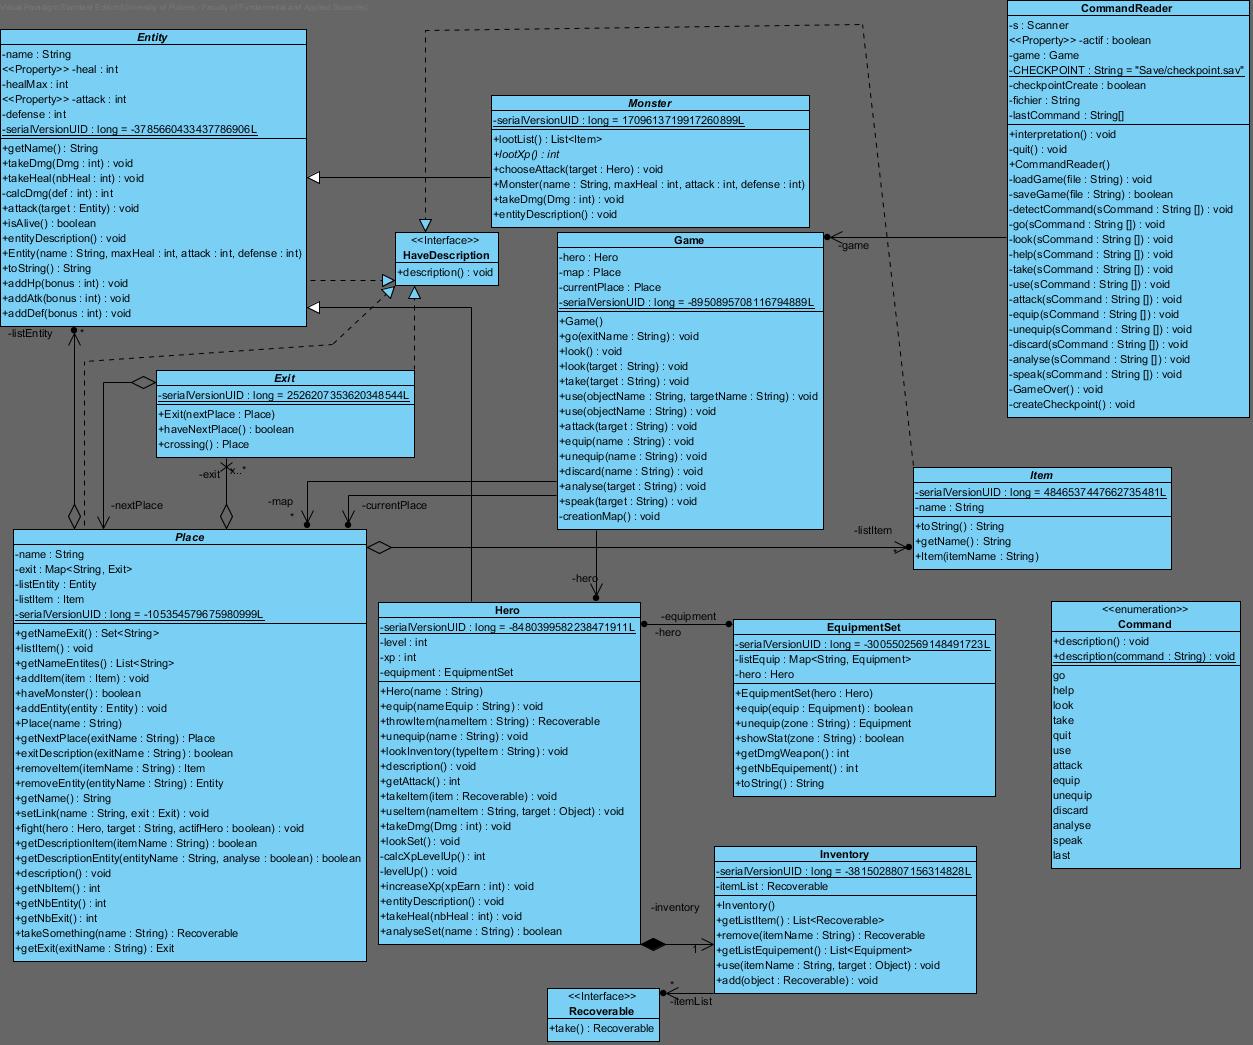 Visual Paradigm Standard Edition(University of Poitiers - Faculty of Fundamental and Applied Sciences)
Entity
-name : String
<<Property>> -heal : int
-healMax : int
<<Property>> -attack : int
-defense : int
-serialVersionUID : long = -3785660433437786906L
+getName() : String
+takeDmg(Dmg : int) : void
+takeHeal(nbHeal : int) : void
-calcDmg(def : int) : int
+attack(target : Entity) : void
+isAlive() : boolean
+entityDescription() : void
+Entity(name : String, maxHeal : int, attack : int, defense : int)
+toString() : String
+addHp(bonus : int) : void
+addAtk(bonus : int) : void
+addDef(bonus : int) : void
-listEntity
*
Monster
-serialVersionUID : long = 1709613719917260899L
+lootList() : List<Item>
+lootXp() : int
+chooseAttack(target : Hero) : void
+Monster(name : String, maxHeal : int, attack : int, defense : int)
+takeDmg(Dmg : int) : void
+entityDescription() : void
<<Interface>>
HaveDescription
+description() : void
CommandReader
-s : Scanner
<<Property>> -actif : boolean
-game : Game
-CHECKPOINT : String = "Save/checkpoint.sav"
-checkpointCreate : boolean
-fichier : String
-lastCommand : String[]
+interpretation() : void
-quit() : void
+CommandReader()
-loadGame(file : String) : void
-saveGame(file : String) : boolean
-detectCommand(sCommand : String []) : void
-go(sCommand : String []) : void
-look(sCommand : String []) : void
-help(sCommand : String []) : void
-take(sCommand : String []) : void
-use(sCommand : String []) : void
-attack(sCommand : String []) : void
-equip(sCommand : String []) : void
-unequip(sCommand : String []) : void
-discard(sCommand : String []) : void
-analyse(sCommand : String []) : void
-speak(sCommand : String []) : void
-GameOver() : void
-createCheckpoint() : void
-game
Game
-hero : Hero
-map : Place
-currentPlace : Place
-serialVersionUID : long = -8950895708116794889L
+Game()
+go(exitName : String) : void
+look() : void
+look(target : String) : void
+take(target : String) : void
+use(objectName : String, targetName : String) : void
+use(objectName : String) : void
+attack(target : String) : void
+equip(name : String) : void
+unequip(name : String) : void
+discard(name : String) : void
+analyse(target : String) : void
+speak(target : String) : void
-creationMap() : void
Exit
-serialVersionUID : long = 2526207353620348544L
+Exit(nextPlace : Place)
+haveNextPlace() : boolean
+crossing() : Place
-exit
-nextPlace
-map
*
-currentPlace
-hero
Item
-serialVersionUID : long = 4846537447662735481L
-name : String
+toString() : String
+getName() : String
+Item(itemName : String)
-listItem
*
Place
-name : String
-exit : Map<String, Exit>
-listEntity : Entity
-listItem : Item
-serialVersionUID : long = -105354579675980999L
+getNameExit() : Set<String>
+listItem() : void
+getNameEntites() : List<String>
+addItem(item : Item) : void
+haveMonster() : boolean
+addEntity(entity : Entity) : void
+Place(name : String)
+getNextPlace(exitName : String) : Place
+exitDescription(exitName : String) : boolean
+removeItem(itemName : String) : Item
+removeEntity(entityName : String) : Entity
+getName() : String
+setLink(name : String, exit : Exit) : void
+fight(hero : Hero, target : String, actifHero : boolean) : void
+getDescriptionItem(itemName : String) : boolean
+getDescriptionEntity(entityName : String, analyse : boolean) : boolean
+description() : void
+getNbItem() : int
+getNbEntity() : int
+getNbExit() : int
+takeSomething(name : String) : Recoverable
+getExit(exitName : String) : Exit
Hero
-serialVersionUID : long = -8480399582238471911L
-level : int
-xp : int
-equipment : EquipmentSet
+Hero(name : String)
+equip(nameEquip : String) : void
+throwItem(nameItem : String) : Recoverable
+unequip(name : String) : void
+lookInventory(typeItem : String) : void
+description() : void
+getAttack() : int
+takeItem(item : Recoverable) : void
+useItem(nameItem : String, target : Object) : void
+takeDmg(Dmg : int) : void
+lookSet() : void
-calcXpLevelUp() : int
-levelUp() : void
+increaseXp(xpEarn : int) : void
+entityDescription() : void
+takeHeal(nbHeal : int) : void
+analyseSet(name : String) : boolean
-equipment
-hero
EquipmentSet
-serialVersionUID : long = -3005502569148491723L
-listEquip : Map<String, Equipment>
-hero : Hero
+EquipmentSet(hero : Hero)
+equip(equip : Equipment) : boolean
+unequip(zone : String) : Equipment
+showStat(zone : String) : boolean
+getDmgWeapon() : int
+getNbEquipement() : int
+toString() : String
<<enumeration>>
Command
+description() : void
+description(command : String) : void
go
help
look
take
quit
use
attack
equip
unequip
discard
analyse
speak
last
Inventory
-serialVersionUID : long = -3815028807156314828L
-itemList : Recoverable
+Inventory()
+getListItem() : List<Recoverable>
+remove(itemName : String) : Recoverable
+getListEquipement() : List<Equipment>
+use(itemName : String, target : Object) : void
+add(object : Recoverable) : void
-inventory
1
*
-itemList
<<Interface>>
Recoverable
+take() : Recoverable